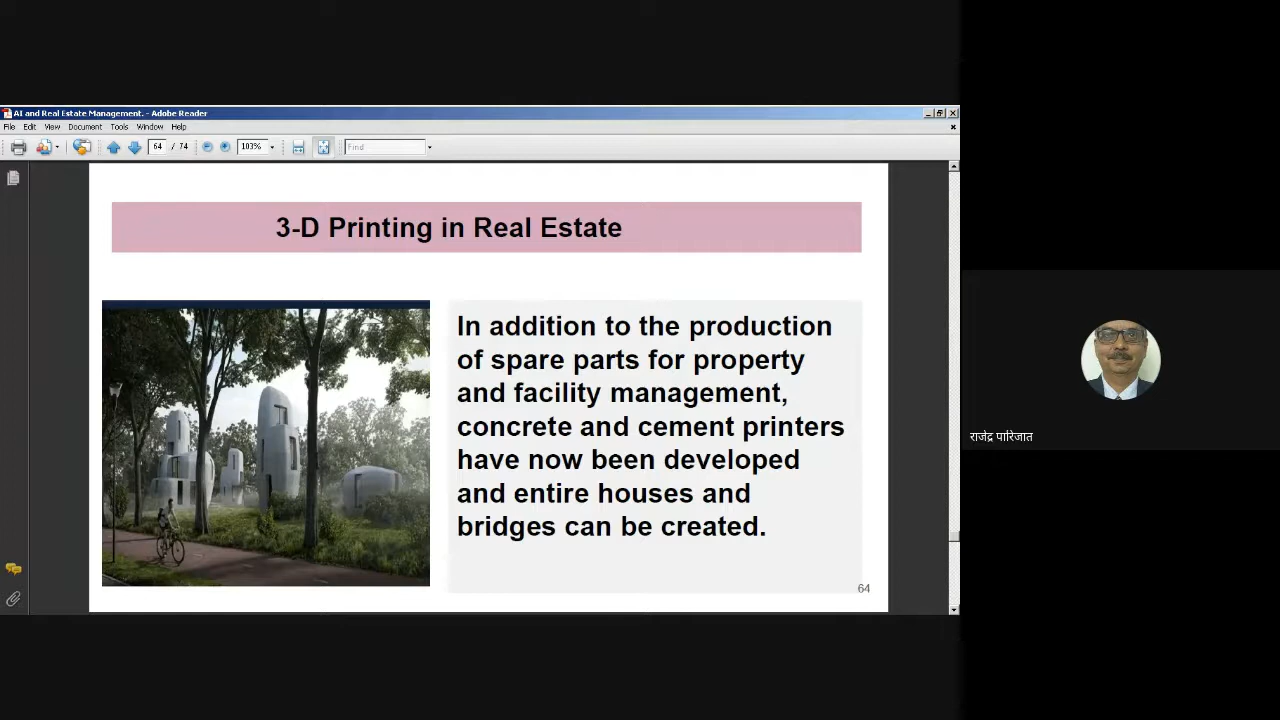 AI and Real Estate Management. - Adobe Reader
File Edit View Document Tools Window Help
64 / 74 103% Find
3-D Printing in Real Estate
In addition to the production
of spare parts for property
and facility management,
concrete and cement printers
have now been developed
and entire houses and
bridges can be created.
64
राजेंद्र पारिजात